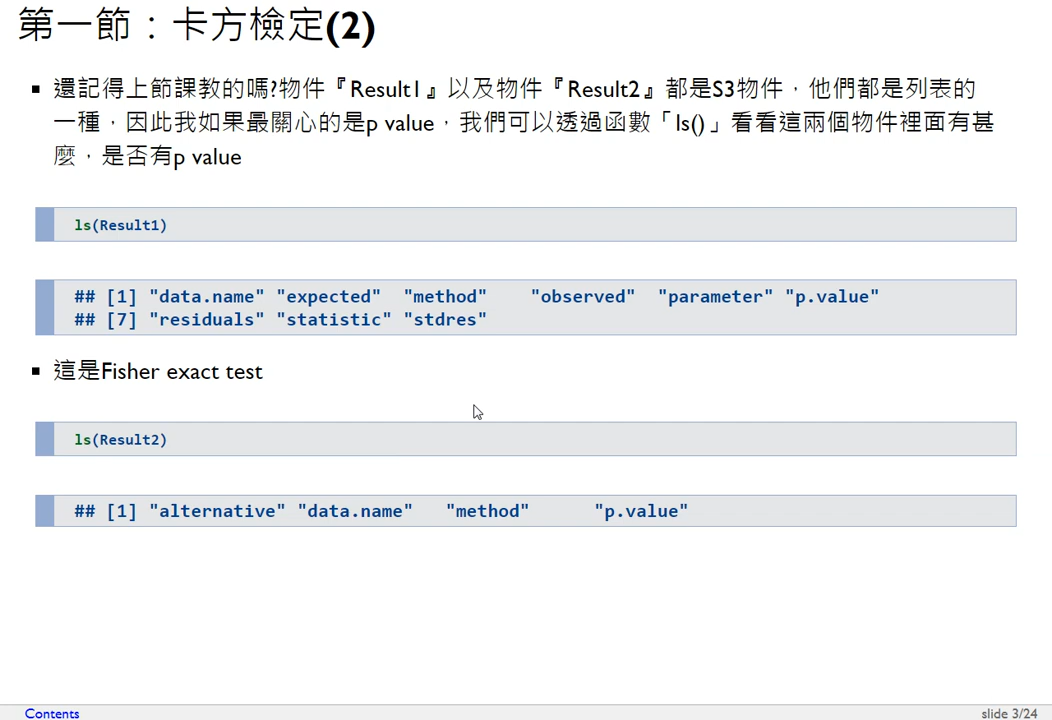 第一節：卡方檢定(2)
▪ 還記得上節課教的嗎?物件『Result1』以及物件『Result2』都是S3物件，他們都是列表的
一種，因此我如果最關心的是p value，我們可以透過函數「ls()」看看這兩個物件裡面有甚
麼，是否有p value
ls(Result1)
## [1] "data.name" "expected"  "method"    "observed"  "parameter" "p.value"
## [7] "residuals" "statistic" "stdres"
▪ 這是Fisher exact test
ls(Result2)
## [1] "alternative" "data.name"   "method"      "p.value"
Contents
slide 3/24